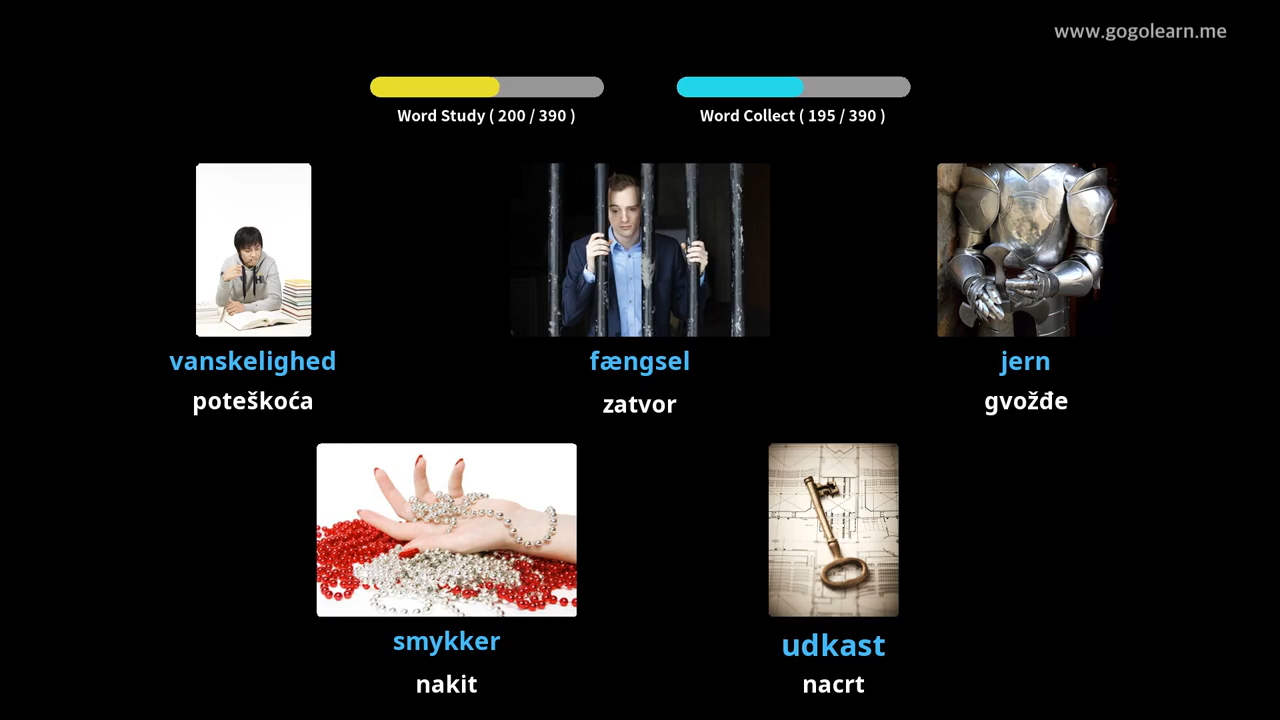 www.gogolearn.me
Word Study ( 200 / 390 )
Word Collect ( 195 / 390 )
vanskelighed
poteškoća
fængsel
zatvor
jern
gvožđe
smykker
nakit
udkast
nacrt